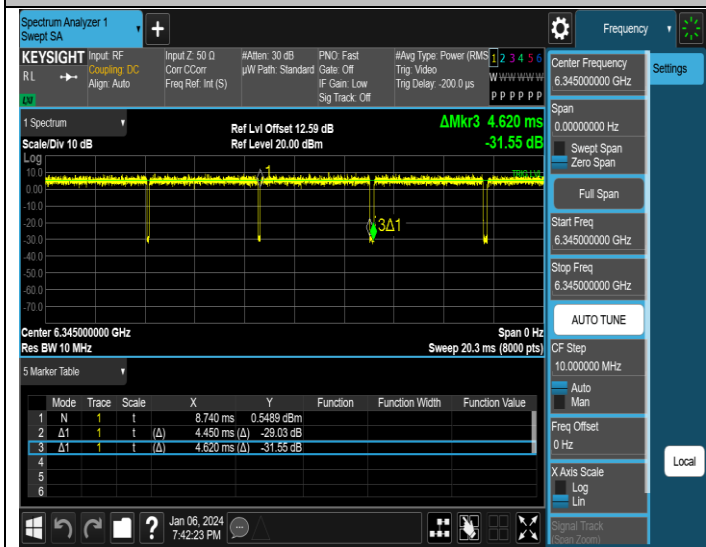 Spectrum Analyzer 1
Swept SA
+
Frequency
KEYSIGHT
RL
LXI
Input: RF
Coupling: DC
Align: Auto
Input Z: 50 Ω
Corr CCorr
Freq Ref: Int (S)
#Atten: 30 dB
µW Path: Standard
PNO: Fast
Gate: Off
IF Gain: Low
Sig Track: Off
#Avg Type: Power (RMS
Trig: Video
Trig Delay: -200.0 µs
1 2 3 4 5 6
W W W W W W
P P P P P P
1 Spectrum
Scale/Div 10 dB
Ref Lvl Offset 12.59 dB
Ref Level 20.00 dBm
ΔMkr3 4.620 ms
-31.55 dB
Log
10.0
0.00
-10.0
-20.0
-30.0
-40.0
-50.0
-60.0
-70.0
1
3Δ1
TRIG LVL
Center 6.345000000 GHz
Res BW 10 MHz
Span 0 Hz
Sweep 20.3 ms (8000 pts)
5 Marker Table
Mode Trace Scale X Y Function Function Width Function Value
1 N 1 t 8.740 ms 0.5489 dBm
2 Δ1 1 t (Δ) 4.450 ms (Δ) -29.03 dB
3 Δ1 1 t (Δ) 4.620 ms (Δ) -31.55 dB
4
5
6
?
Jan 06, 2024
7:42:23 PM
Center Frequency
6.345000000 GHz
Span
0.00000000 Hz
Swept Span
Zero Span
Full Span
Start Freq
6.345000000 GHz
Stop Freq
6.345000000 GHz
AUTO TUNE
CF Step
10.000000 MHz
Auto
Man
Freq Offset
0 Hz
X Axis Scale
Log
Lin
Signal Track
(Span Zoom)
Settings
Local